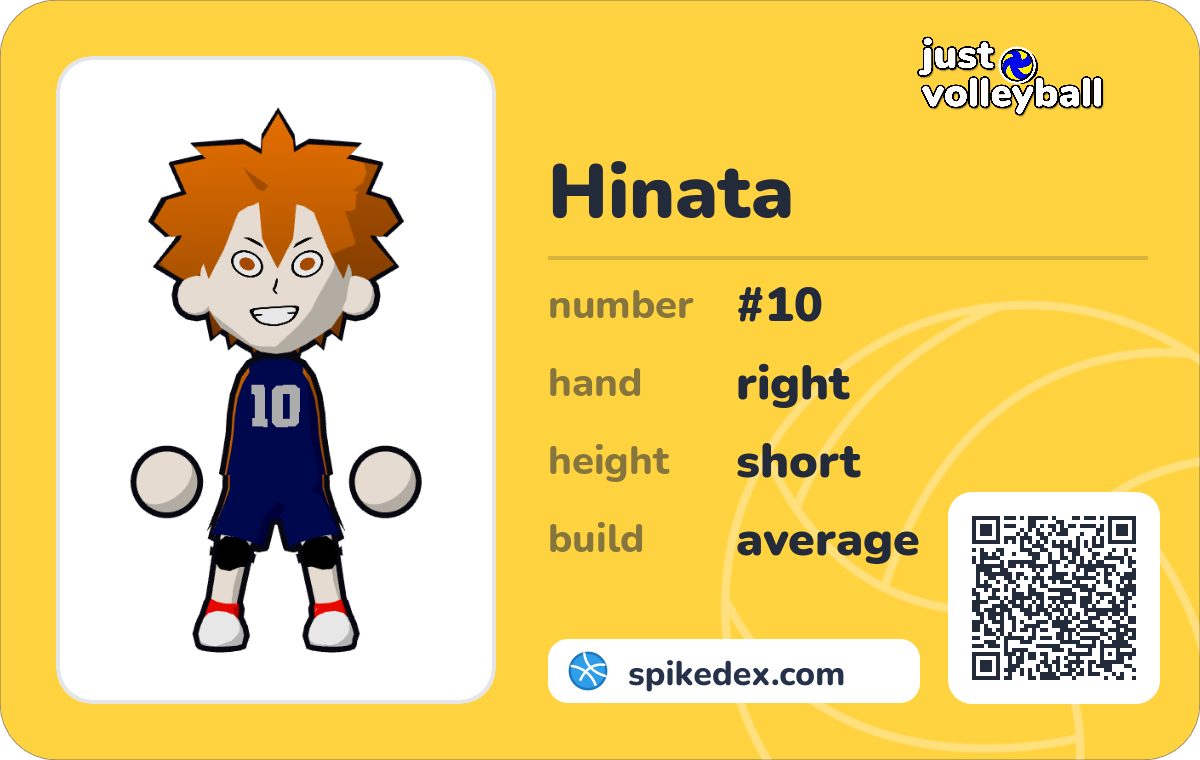 just
volleyball
Hinata
number #10
hand right
height short
build average
10
spikedex.com